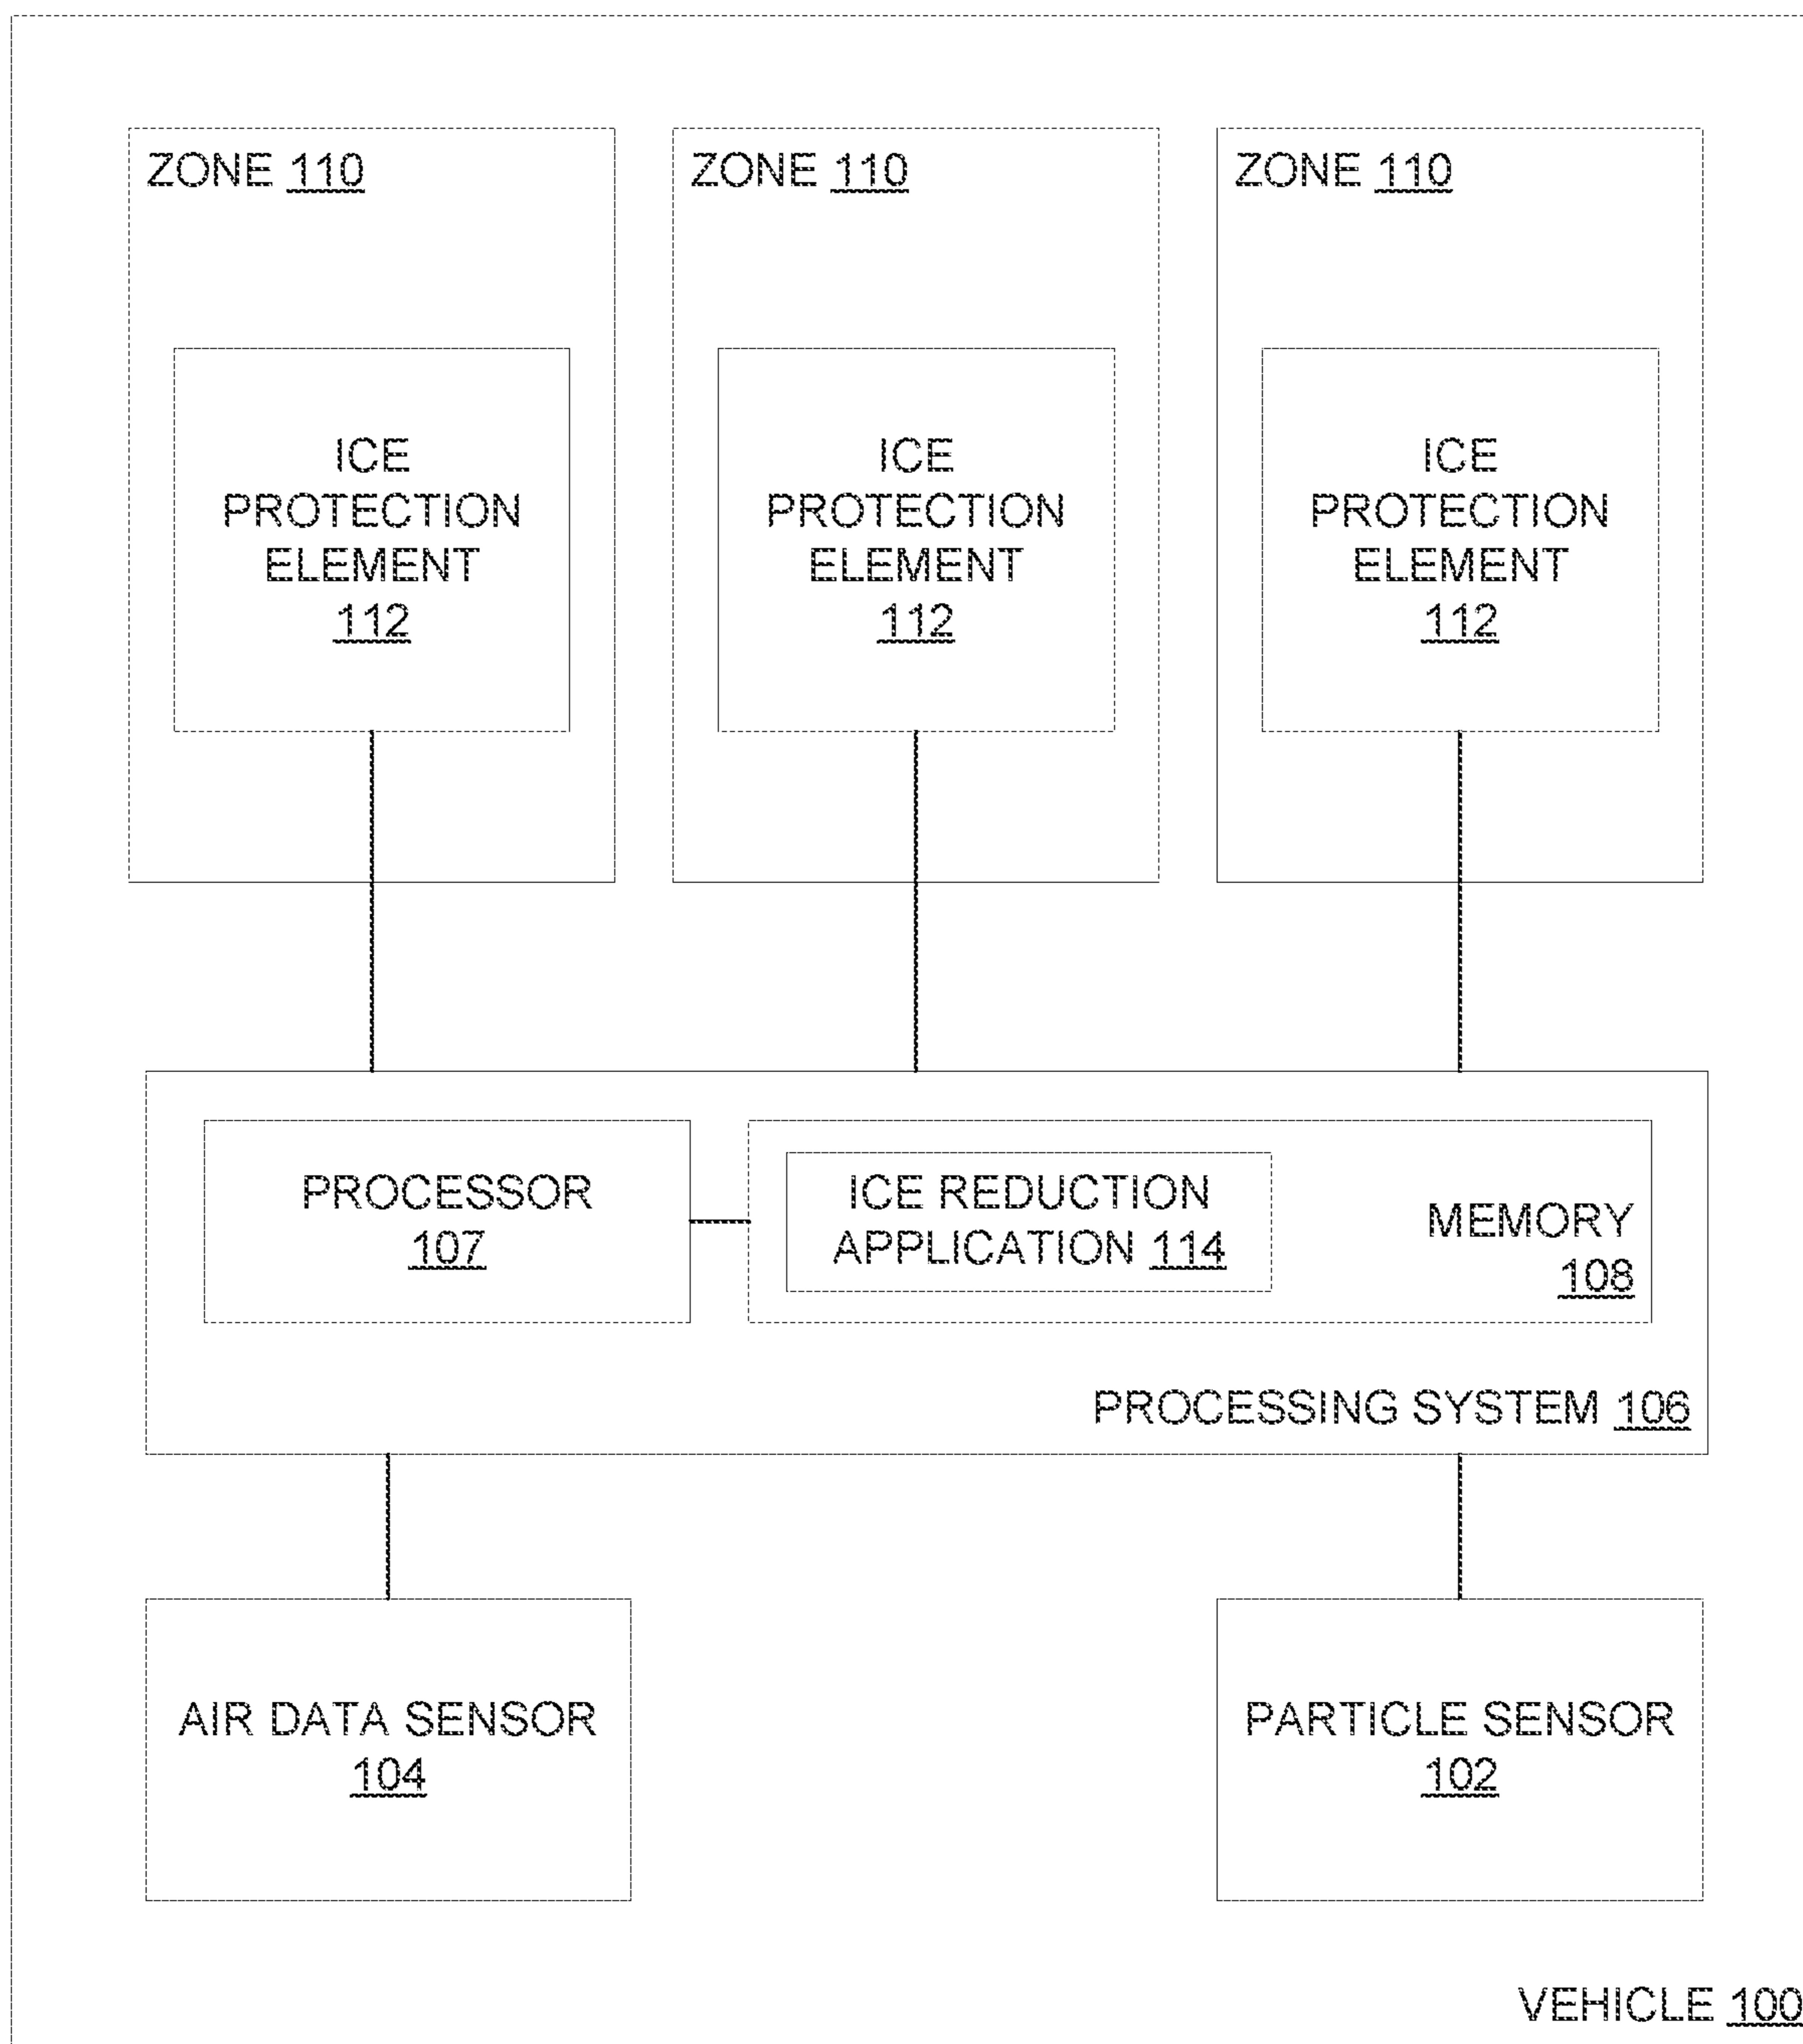 ZONE 110
ZONE 110
ZONE 110
ICE
PROTECTION
ELEMENT
112
ICE
PROTECTION
ELEMENT
112
ICE
PROTECTION
ELEMENT
112
PROCESSOR
107
ICE REDUCTION
APPLICATION 114
MEMORY
108
PROCESSING SYSTEM 106
AIR DATA SENSOR
104
PARTICLE SENSOR
102
VEHICLE 100